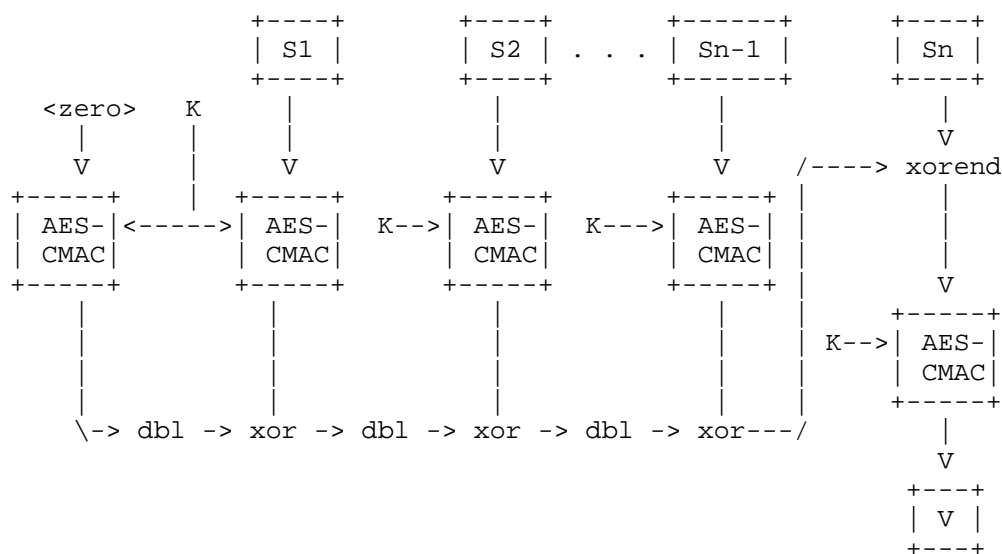 S1 S2 . . . Sn-1 Sn
<zero> K
V V V V V /----> xorend
AES- <-----> AES- K--> AES- K---> AES-
CMAC CMAC CMAC CMAC
V
K--> AES-
CMAC
\-> dbl -> xor -> dbl -> xor -> dbl -> xor---/
V
V